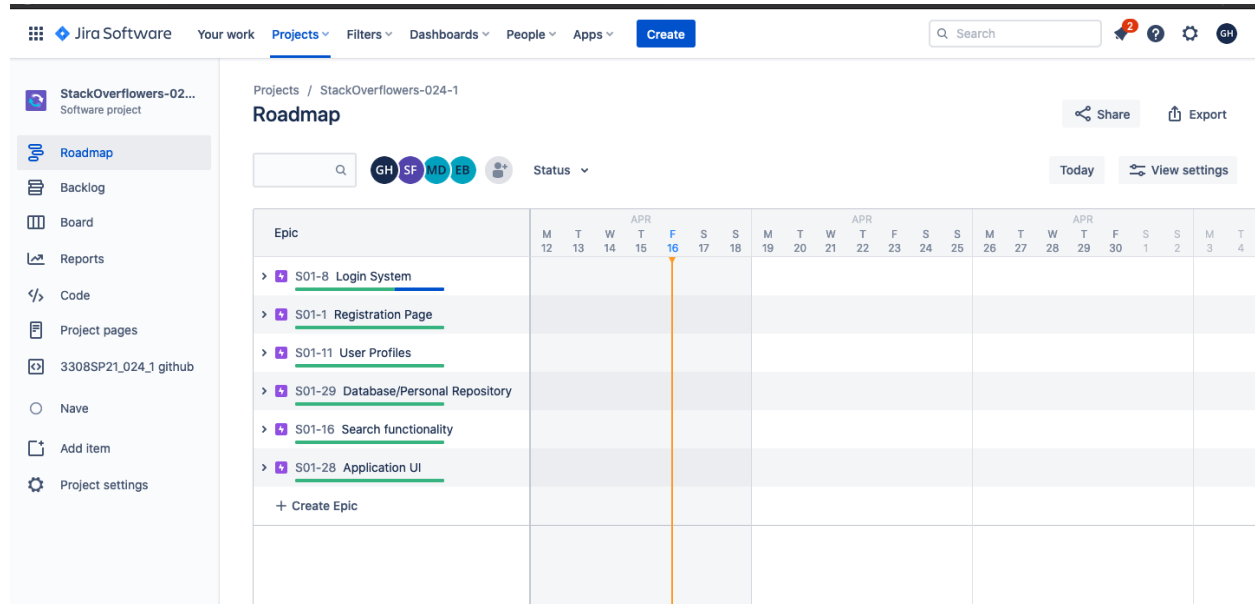 Jira Software Your work Projects Filters Dashboards People Apps Create Search 2 ? GH
StackOverflowers-02...
Software project
Roadmap
Backlog
Board
Reports
Code
Project pages
3308SP21_024_1 github
Nave
Add item
Project settings
Projects / StackOverflowers-024-1
Roadmap
Share Export
GH SF MD EB Status Today View settings
Epic
APR APR APR
M T W T F S S M T W T F S S M T W T F S S M T
12 13 14 15 16 17 18 19 20 21 22 23 24 25 26 27 28 29 30 1 2 3 4
S01-8 Login System
S01-1 Registration Page
S01-11 User Profiles
S01-29 Database/Personal Repository
S01-16 Search functionality
S01-28 Application UI
+ Create Epic